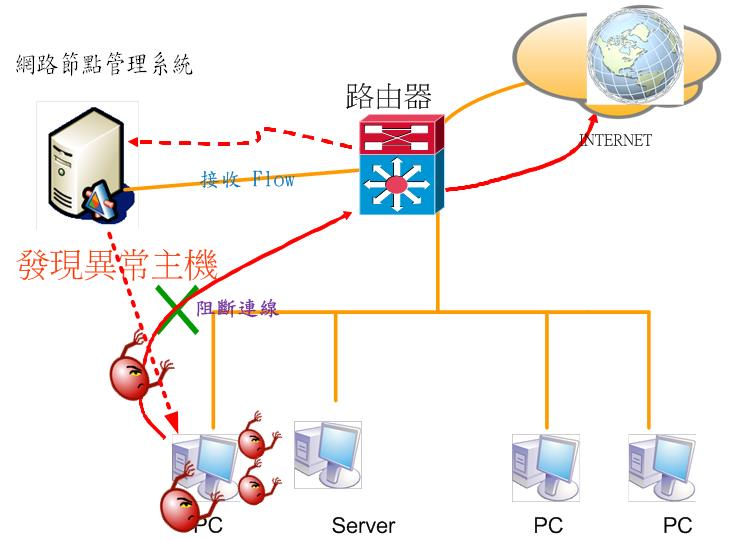 網路節點管理系統
路由器
INTERNET
接收 Flow
發現異常主機
阻斷連線
PC
Server
PC
PC